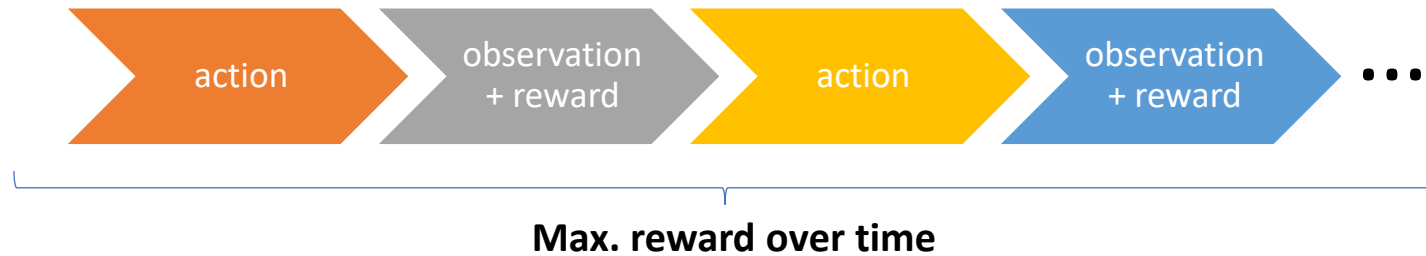 action
observation
+ reward
action
observation
+ reward
...
Max. reward over time